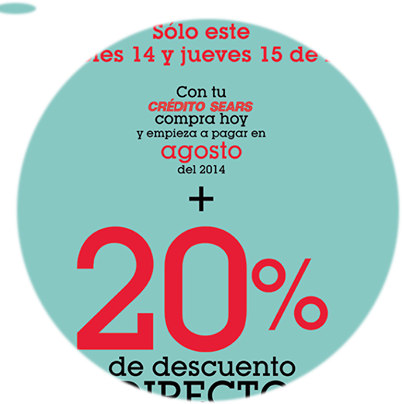 Sólo este
14 y jueves 15 de
Con tu
CRÉDITO SEARS
compra hoy
y empieza a pagar en
agosto
del 2014
+
20%
de descuento
DIRECTO